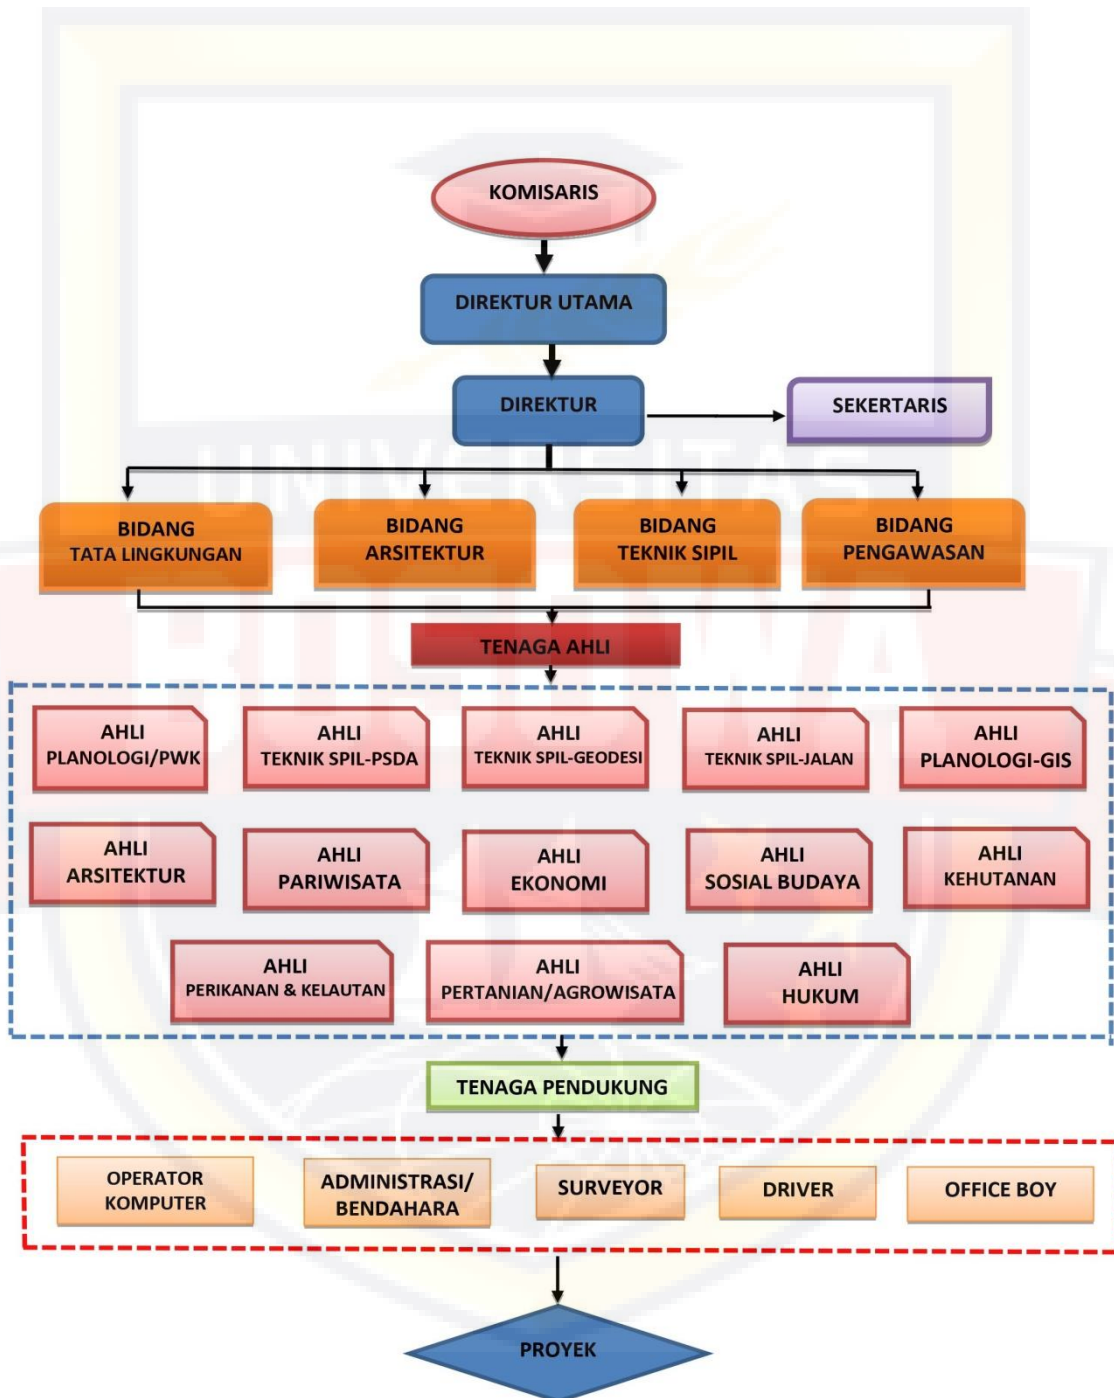 KOMISARIS
DIREKTUR UTAMA
DIREKTUR
SEKERTARIS
UNIVERSITAS
BIDANG
TATA LINGKUNGAN
BIDANG
ARSITEKTUR
BIDANG
TEKNIK SIPIL
BIDANG
PENGAWASAN
BOSOWA
TENAGA AHLI
AHLI
PLANOLOGI/PWK
AHLI
TEKNIK SPIL-PSDA
AHLI
TEKNIK SPIL-GEODESI
AHLI
TEKNIK SPIL-JALAN
AHLI
PLANOLOGI-GIS
AHLI
ARSITEKTUR
AHLI
PARIWISATA
AHLI
EKONOMI
AHLI
SOSIAL BUDAYA
AHLI
KEHUTANAN
AHLI
PERIKANAN & KELAUTAN
AHLI
PERTANIAN/AGROWISATA
AHLI
HUKUM
TENAGA PENDUKUNG
OPERATOR
KOMPUTER
ADMINISTRASI/
BENDAHARA
SURVEYOR
DRIVER
OFFICE BOY
PROYEK